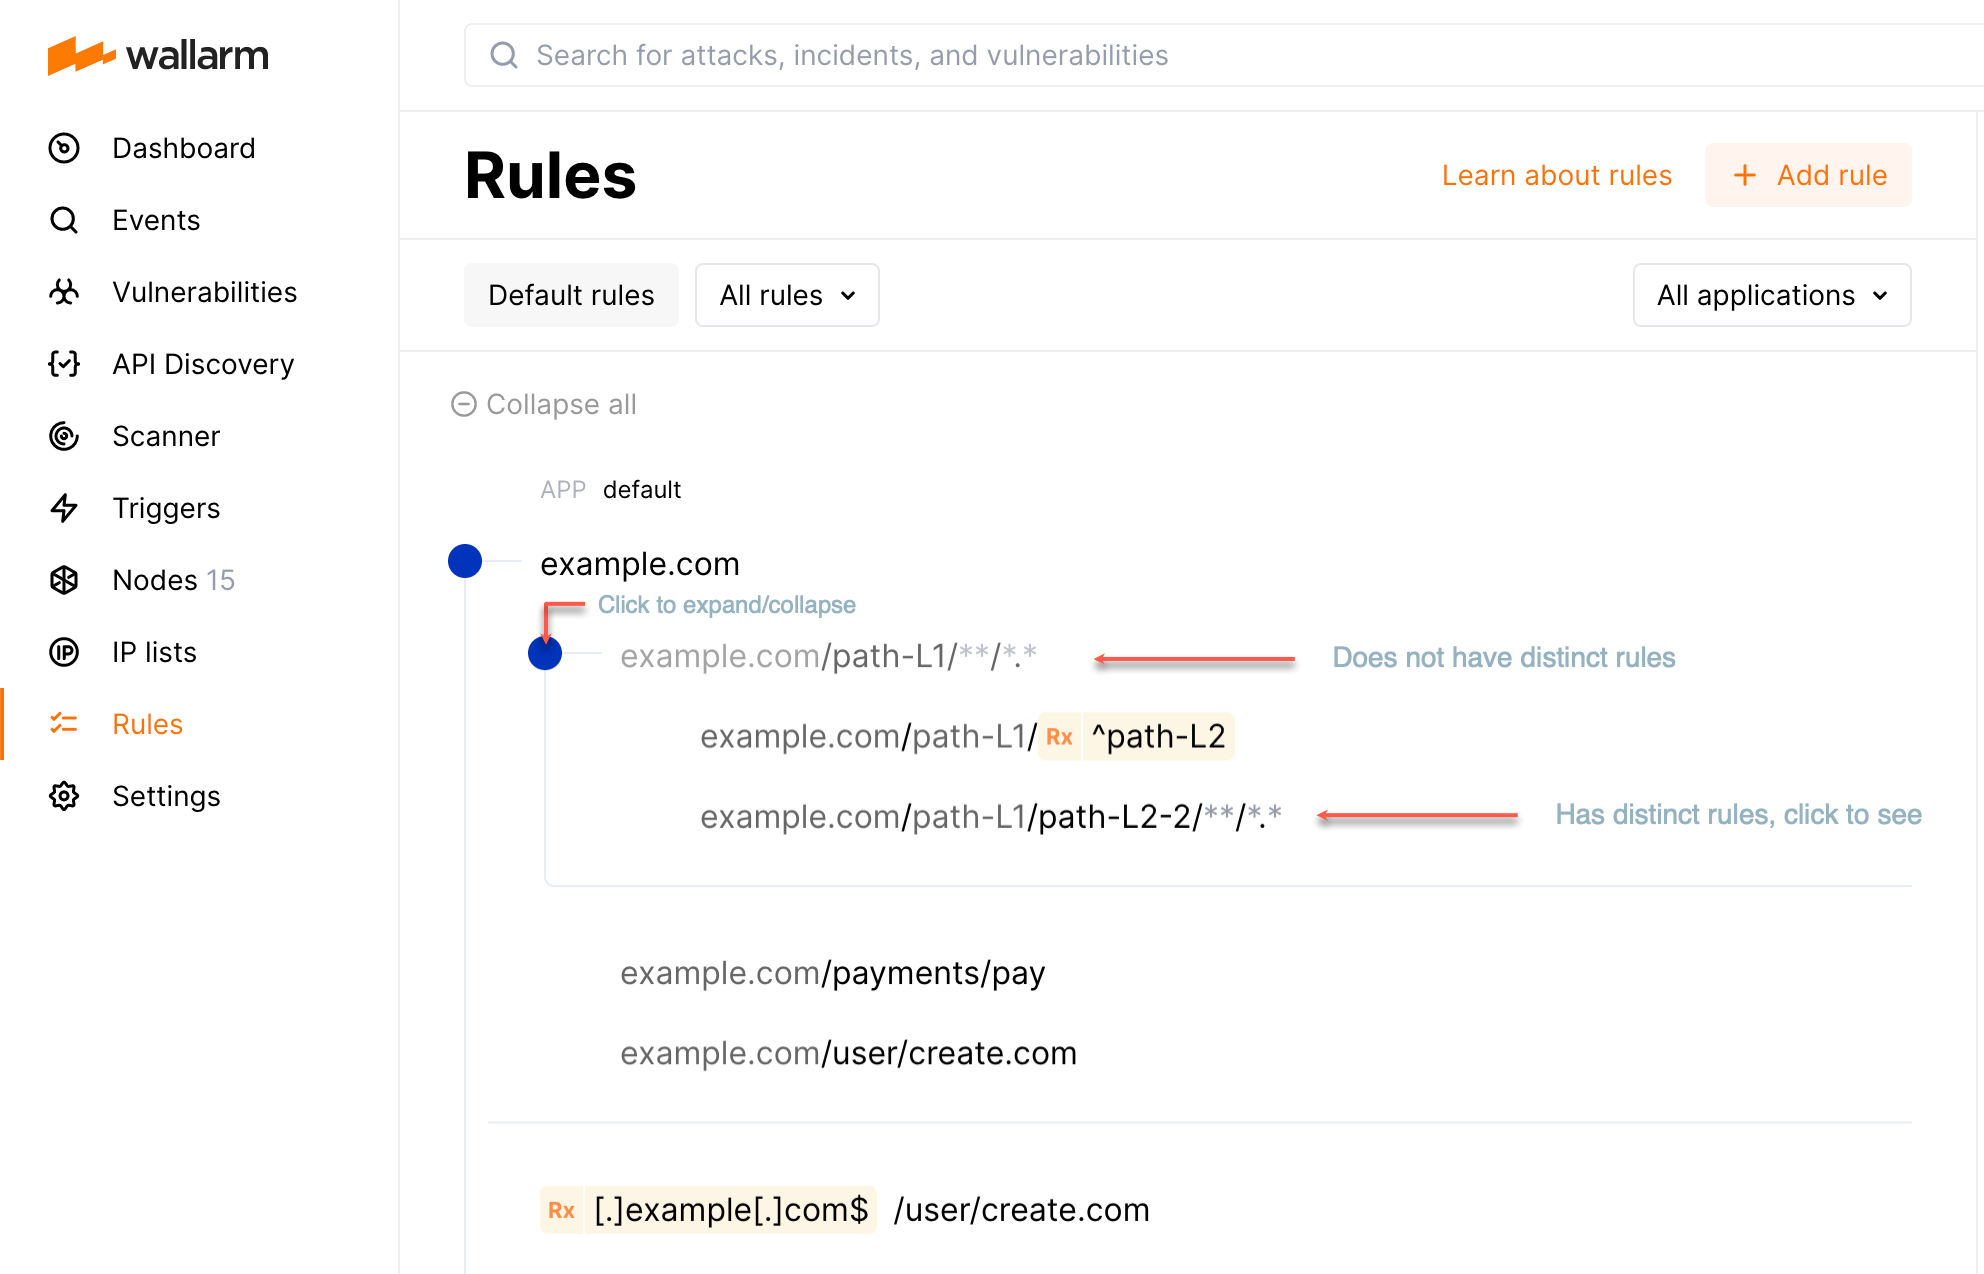 wallarm
Search for attacks, incidents, and vulnerabilities
Dashboard
Events
Vulnerabilities
API Discovery
Scanner
Triggers
Nodes 15
IP lists
Rules
Settings
Rules
Learn about rules
+ Add rule
Default rules
All rules
All applications
Collapse all
APP default
example.com
Click to expand/collapse
example.com/path-L1/**/*.*
Does not have distinct rules
example.com/path-L1/ Rx ^path-L2
example.com/path-L1/path-L2-2/**/*.*
Has distinct rules, click to see
example.com/payments/pay
example.com/user/create.com
Rx [.]example[.]com$ /user/create.com